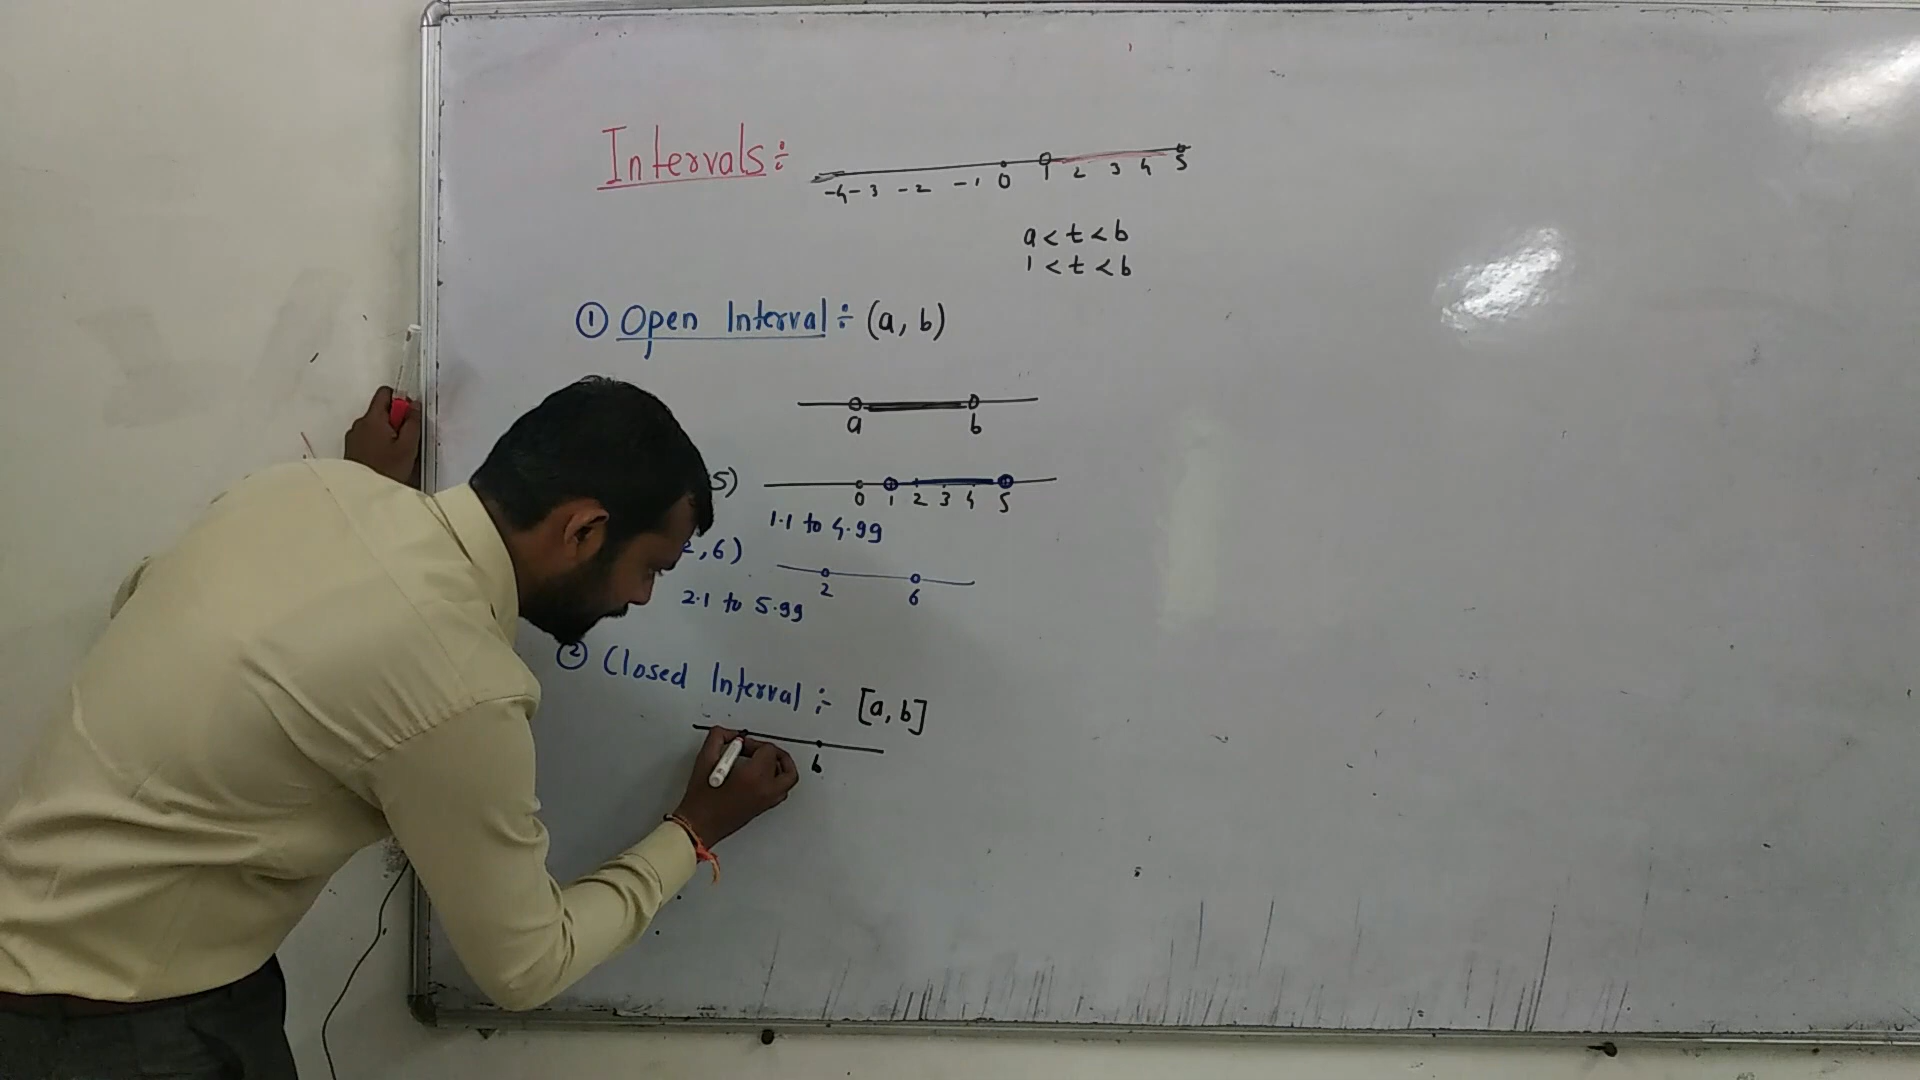 Intervals :-
-4 -3 -2 -1 0 1 2 3 4 5
a < t < b
1 < t < b
① Open Interval :- (a, b)
a b
5)
0 1 2 3 4 5
1.1 to 4.99
2, 6)
2 6
2.1 to 5.99
② Closed Interval :- [a, b]
b